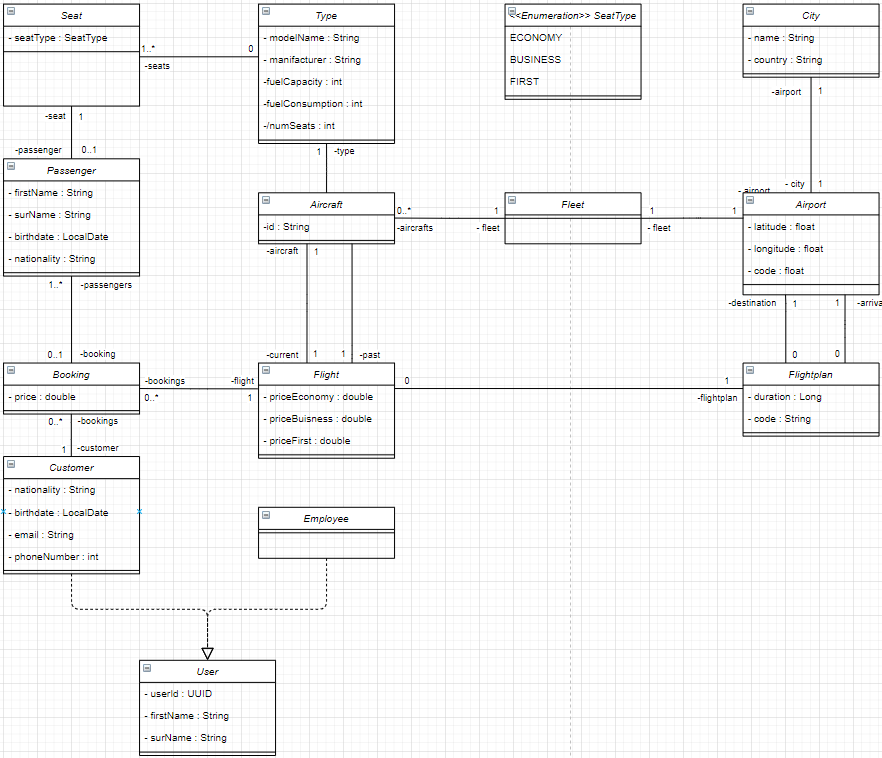 Seat
- seatType : SeatType
1..*
-seats
0
Type
- modelName : String
- manifacturer : String
-fuelCapacity : int
-fuelConsumption : int
-/numSeats : int
<<Enumeration>> SeatType
ECONOMY
BUSINESS
FIRST
City
- name : String
- country : String
-airport
1
-seat
1
-passenger
0..1
1
-type
- city
1
-airport
Passenger
- firstName : String
- surName : String
- birthdate : LocalDate
- nationality : String
Aircraft
-id : String
0..*
-aircrafts
1
- fleet
Fleet
1
- fleet
1
Airport
- latitude : float
- longitude : float
- code : float
1..*
-passengers
0..1
-booking
-aircraft
1
-current
1
1
-past
-destination
1
1
-arriva
0
0
Booking
- price : double
-bookings
0..*
-flight
1
Flight
- priceEconomy : double
- priceBuisness : double
- priceFirst : double
0
1
-flightplan
Flightplan
- duration : Long
- code : String
0..*
-bookings
1
-customer
Customer
- nationality : String
- birthdate : LocalDate
- email : String
- phoneNumber : int
Employee
User
- userId : UUID
- firstName : String
- surName : String